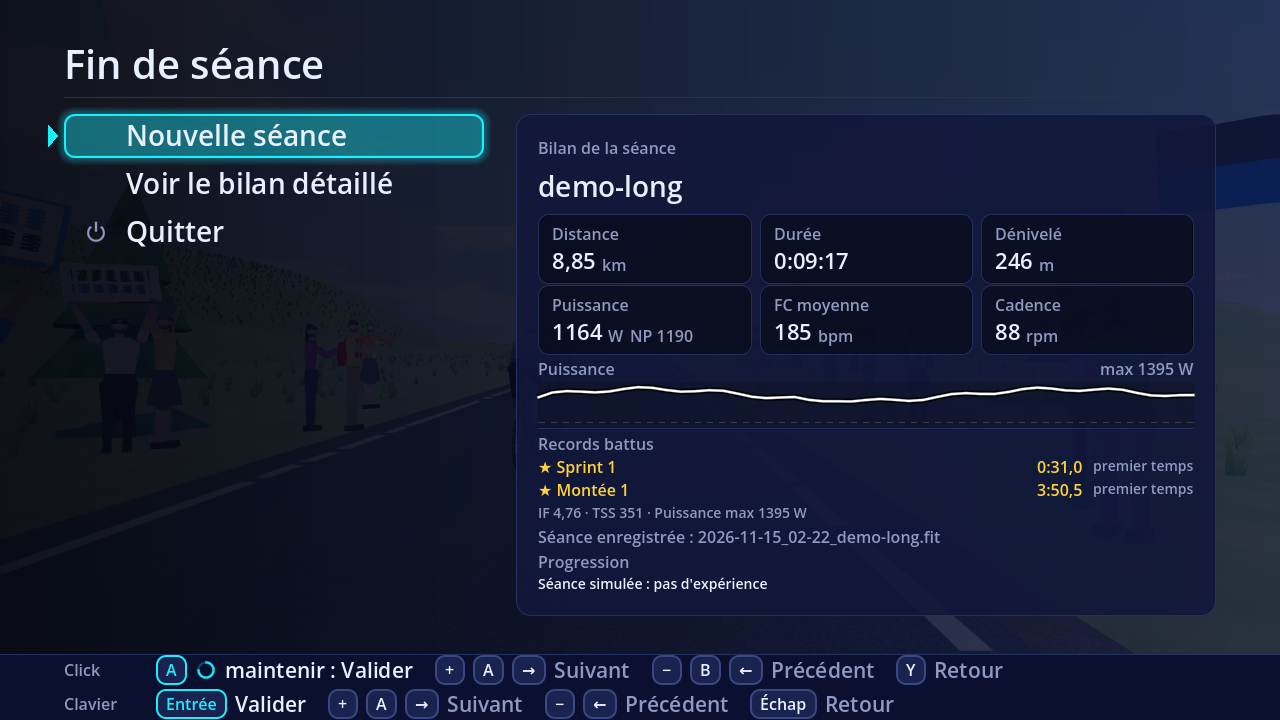 Fin de séance
Nouvelle séance
Voir le bilan détaillé
Quitter
Bilan de la séance
demo-long
Distance
8,85 km
Durée
0:09:17
Dénivelé
246 m
Puissance
1164 W NP 1190
FC moyenne
185 bpm
Cadence
88 rpm
Puissance max 1395 W
Records battus
★ Sprint 1 0:31,0 premier temps
★ Montée 1 3:50,5 premier temps
IF 4,76 · TSS 351 · Puissance max 1395 W
Séance enregistrée : 2026-11-15_02-22_demo-long.fit
Progression
Séance simulée : pas d'expérience
Click A maintenir : Valider + A → Suivant − B ← Précédent Y Retour
Clavier Entrée Valider + A → Suivant − ← Précédent Échap Retour